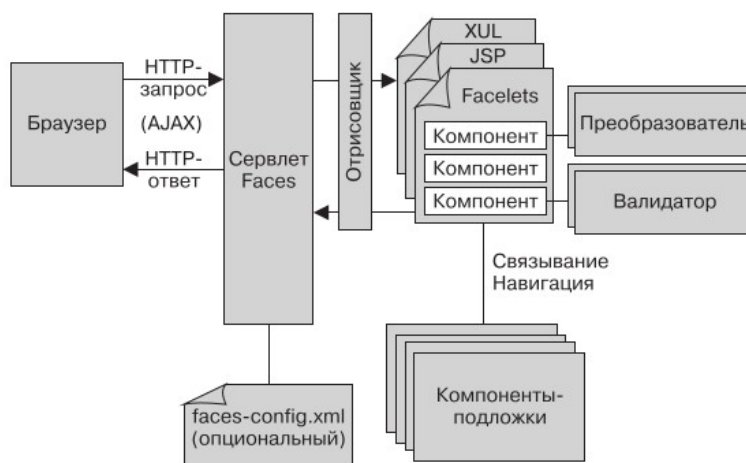 Браузер
HTTP-
запрос
(AJAX)
HTTP-
ответ
Сервлет
Faces
Отрисовщик
XUL
JSP
Facelets
Компонент
Компонент
Компонент
Преобразователь
Валидатор
Связывание
Навигация
faces-config.xml
(опциональный)
Компоненты-
подложки